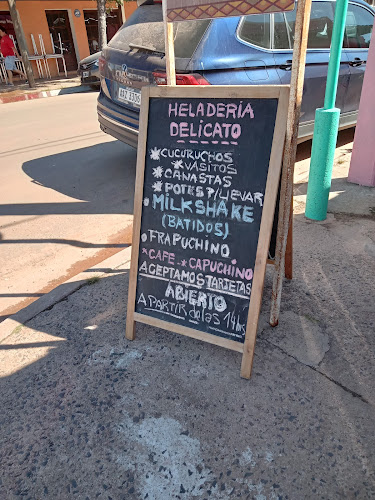 HELADERÍA
DELICATO
*CUCURUCHOS
*VASITOS
*CANASTAS
*POTES P/LLEVAR
• MILKSHAKE
(BATIDOS)
• FRAPUCHINO
*CAFE - *CAPUCHINO
ACEPTAMOS TARJETAS
ABIERTO
A PARTIR de las 14hs